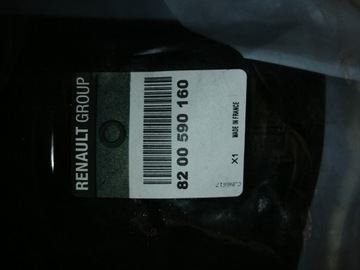 RENAULT GROUP
82 00 590 160
MADE IN FRANCE
X1